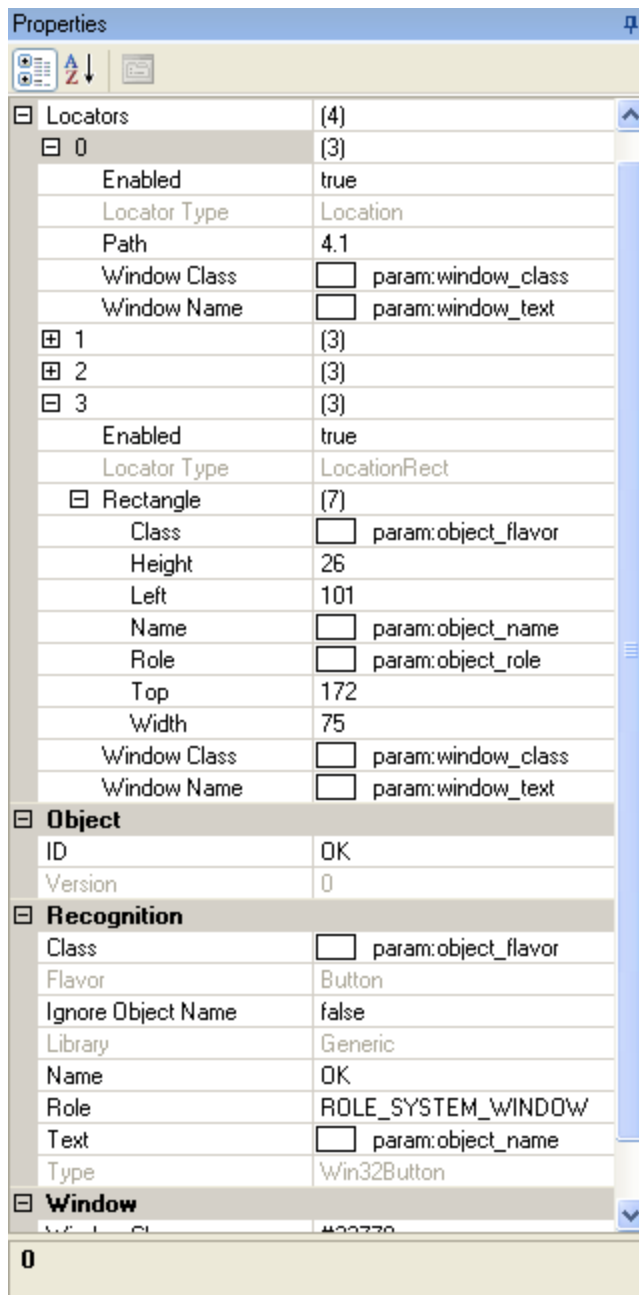 Properties
Locators (4)
0 (3)
Enabled true
Locator Type Location
Path 4.1
Window Class param:window_class
Window Name param:window_text
1 (3)
2 (3)
3 (3)
Enabled true
Locator Type LocationRect
Rectangle (7)
Class param:object_flavor
Height 26
Left 101
Name param:object_name
Role param:object_role
Top 172
Width 75
Window Class param:window_class
Window Name param:window_text
Object
ID OK
Version 0
Recognition
Class param:object_flavor
Flavor Button
Ignore Object Name false
Library Generic
Name OK
Role ROLE_SYSTEM_WINDOW
Text param:object_name
Type Win32Button
Window
0